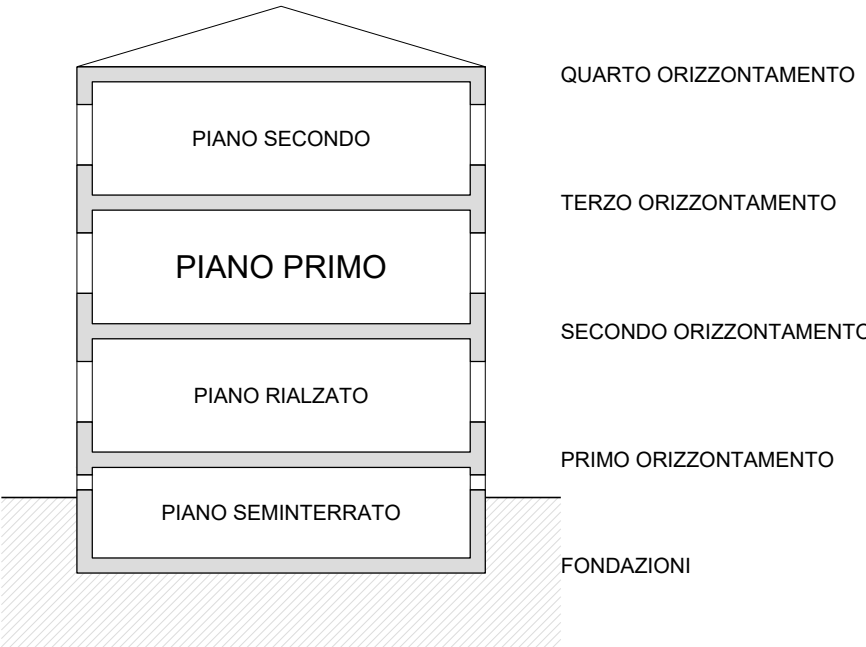 QUARTO ORIZZONTAMENTO
PIANO SECONDO
TERZO ORIZZONTAMENTO
PIANO PRIMO
SECONDO ORIZZONTAMENTO
PIANO RIALZATO
PRIMO ORIZZONTAMENTO
PIANO SEMINTERRATO
FONDAZIONI